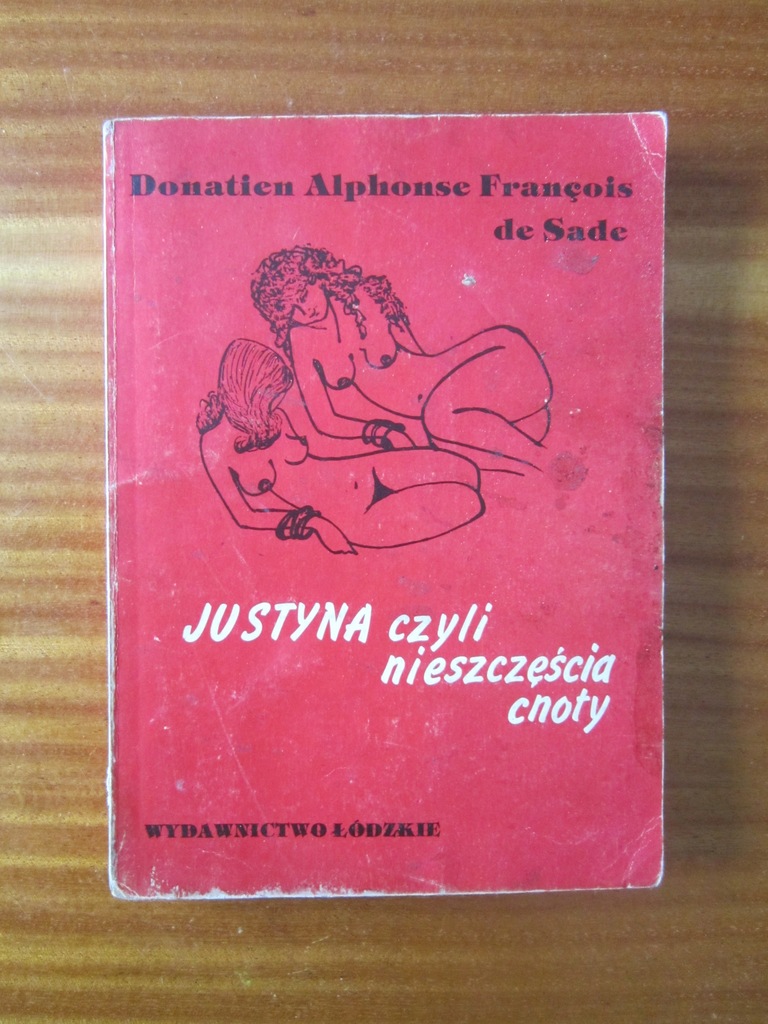 Donatien Alphonse François
de Sade
JUSTYNA czyli
nieszczęścia
cnoty
WYDAWNICTWO ŁÓDZKIE